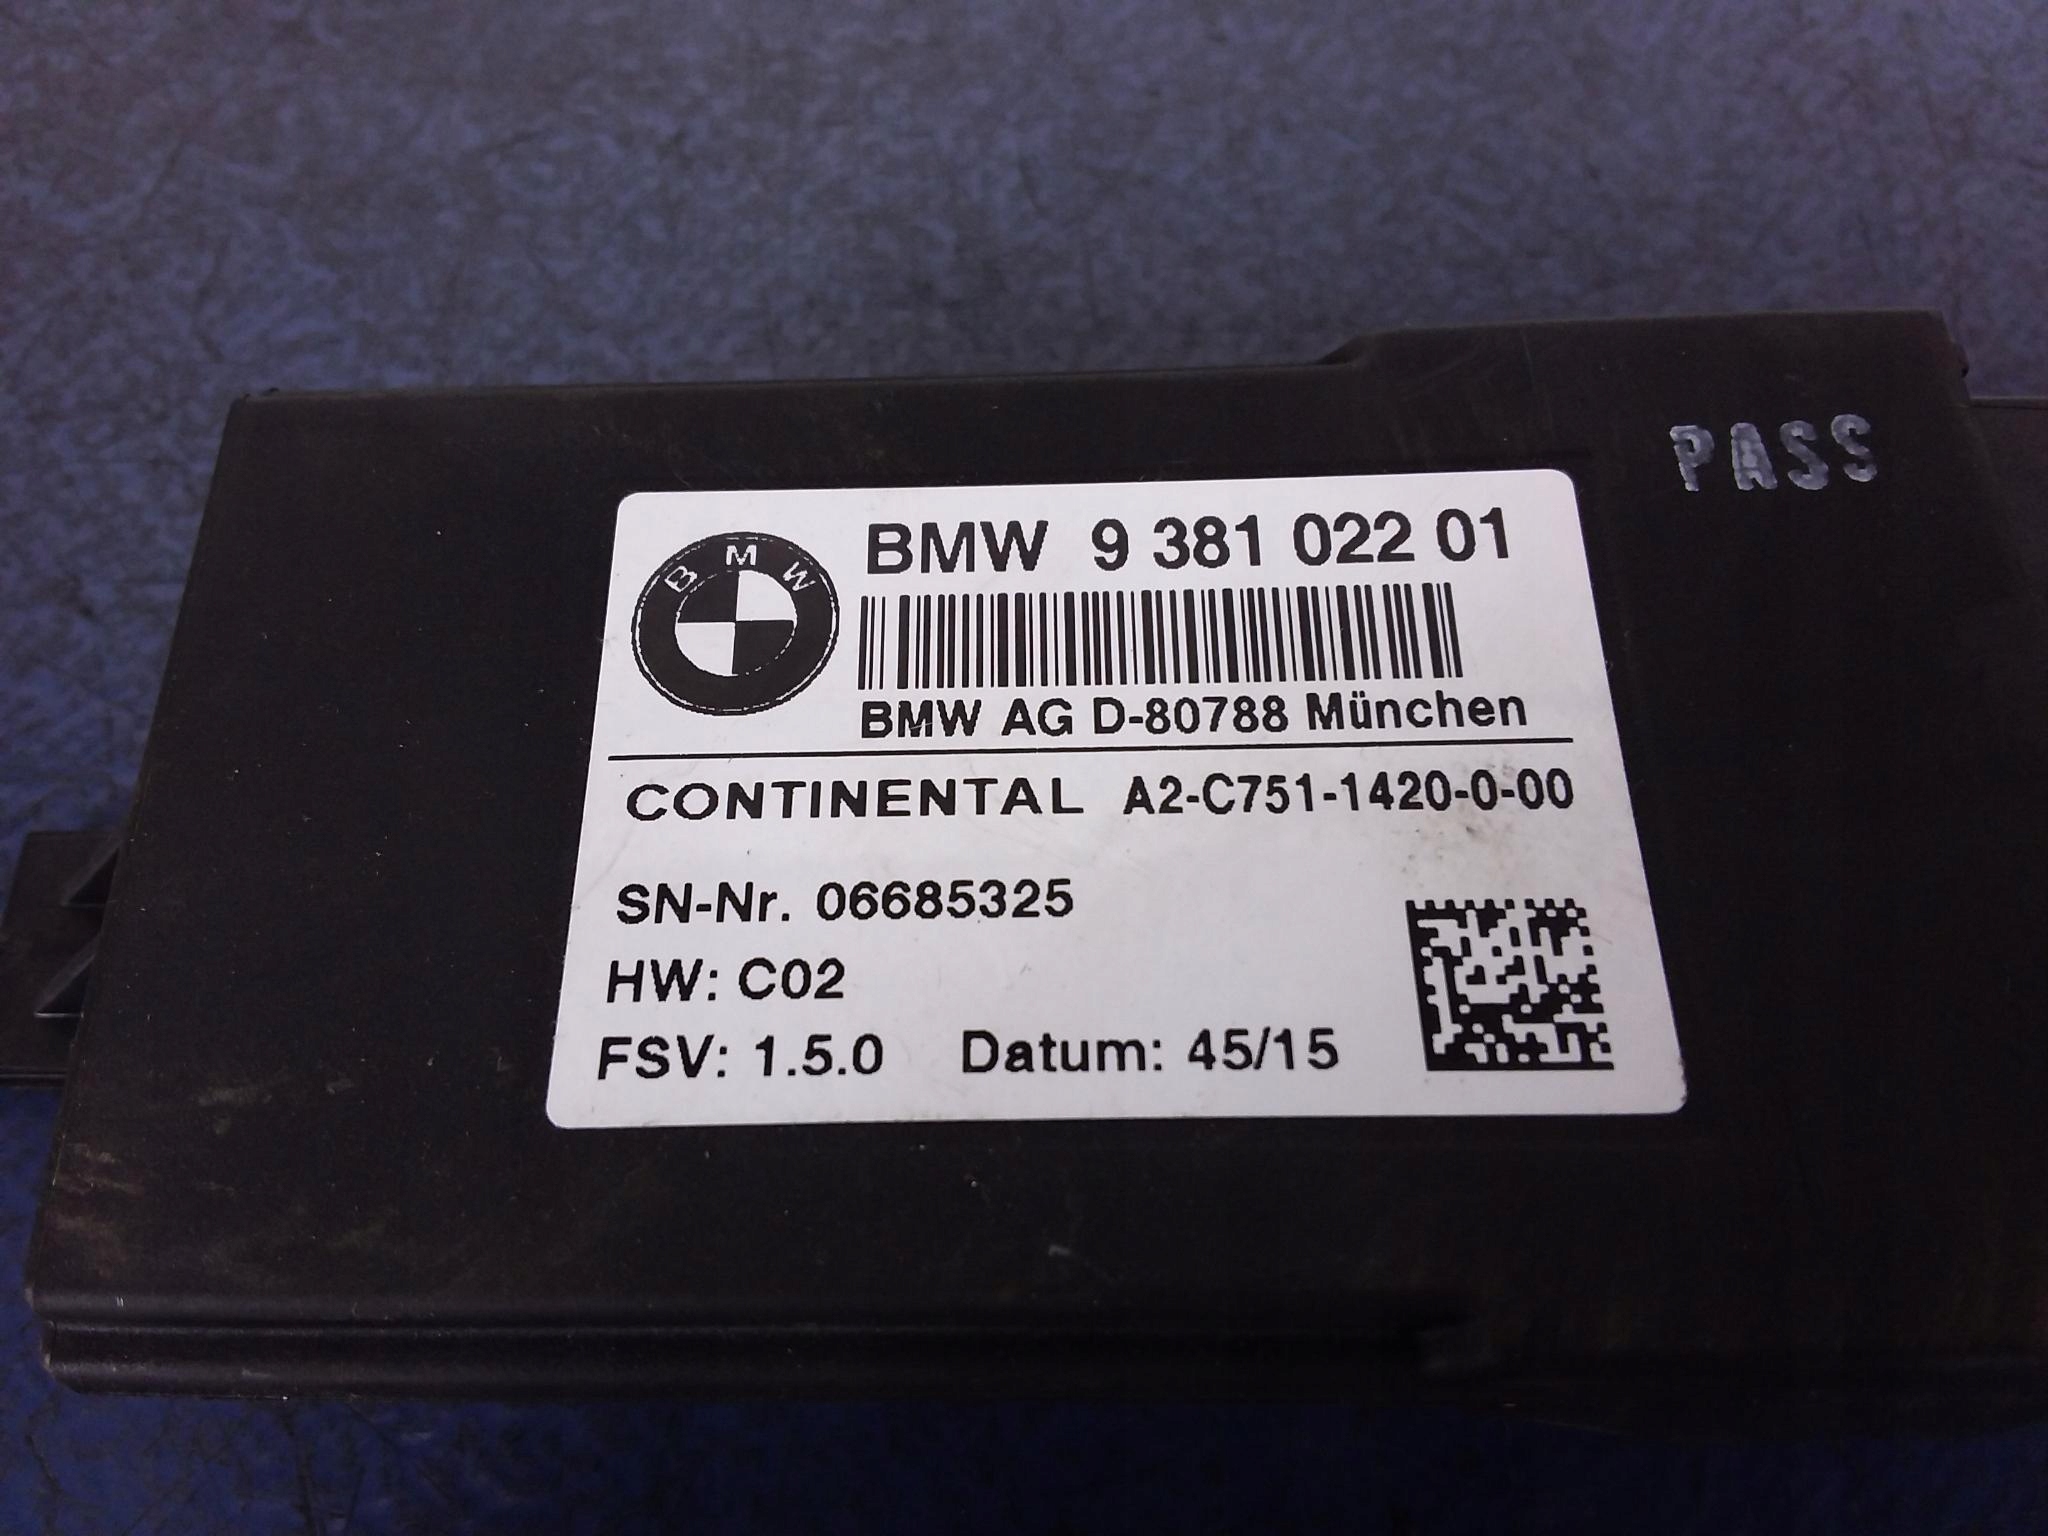 PASS
BMW
BMW 9 381 022 01
BMW AG D-80788 München
CONTINENTAL A2-C751-1420-0-00
SN-Nr. 06685325
HW: C02
FSV: 1.5.0 Datum: 45/15